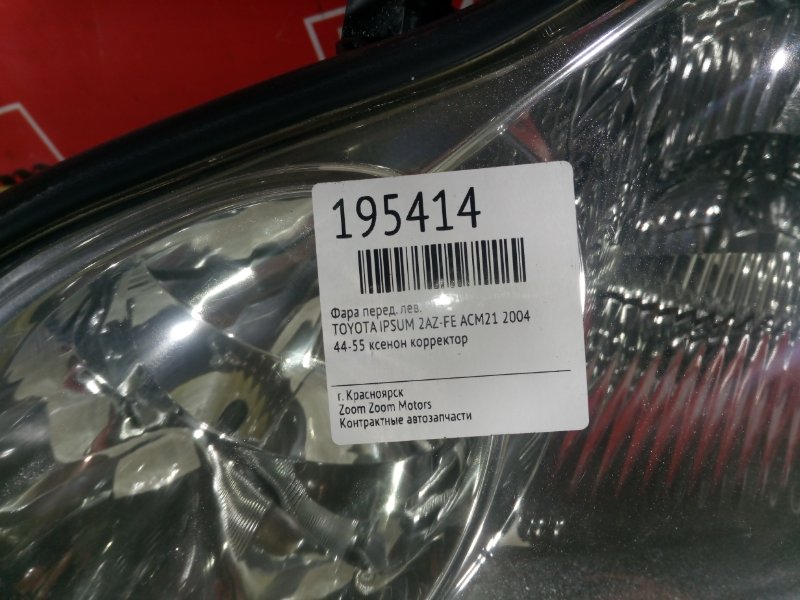 195414
Фара перед. лев.
TOYOTA IPSUM 2AZ-FE ACM21 2004
44-55 ксенон корректор
г. Красноярск
Zoom Zoom Motors
Контрактные автозапчасти